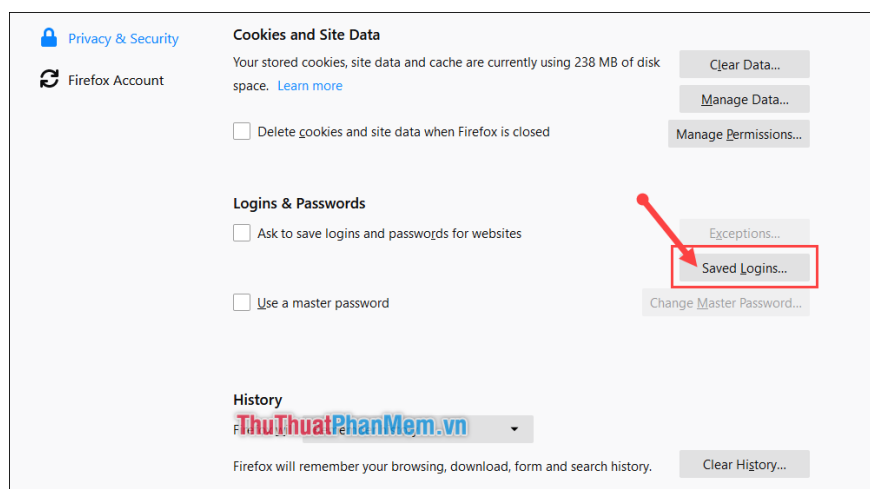 Privacy & Security
Firefox Account
Cookies and Site Data
Your stored cookies, site data and cache are currently using 238 MB of disk
space. Learn more
Clear Data...
Manage Data...
Delete cookies and site data when Firefox is closed
Manage Permissions...
Logins & Passwords
Ask to save logins and passwords for websites
Exceptions...
Saved Logins...
Use a master password
Change Master Password...
History
ThuThuatPhanMem.vn
Firefox will remember your browsing, download, form and search history.
Clear History...